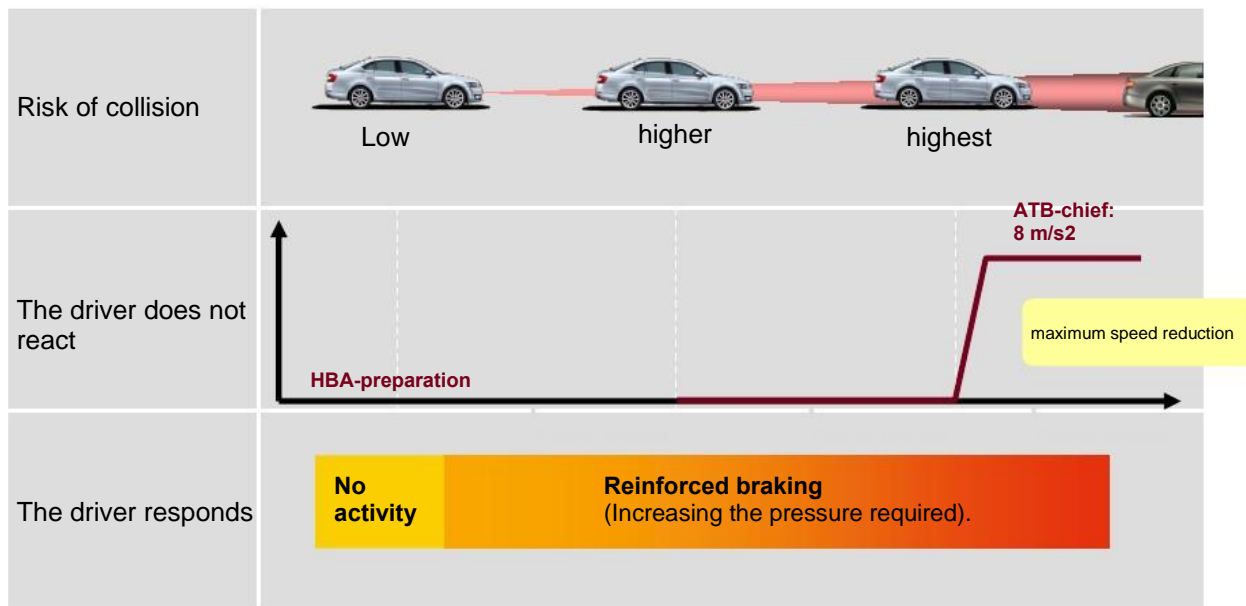 Risk of collision
Low
higher
highest
The driver does not
react
ATB-chief:
8 m/s2
maximum speed reduction
HBA-preparation
The driver responds
No
activity
Reinforced braking
(Increasing the pressure required).